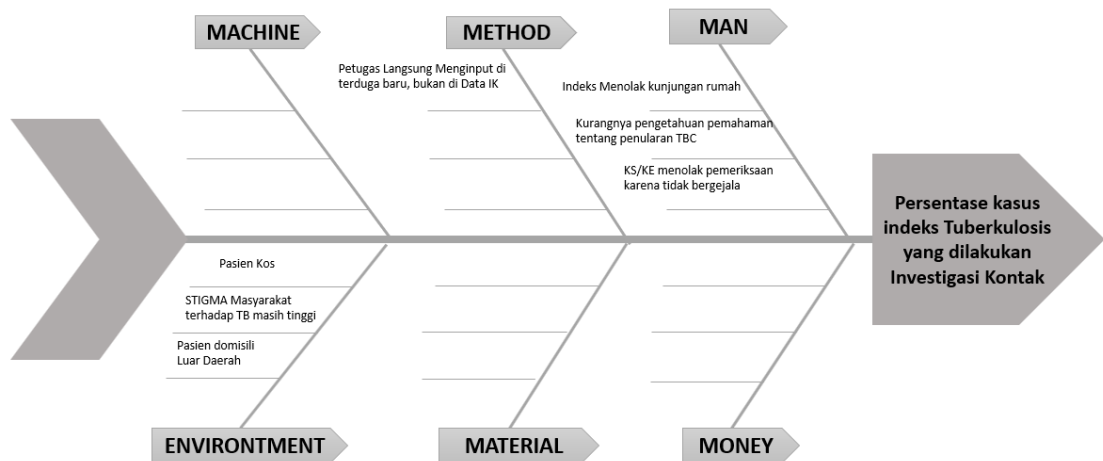 MACHINE
METHOD
MAN
Petugas Langsung Menginput di
terduga baru, bukan di Data IK
Indeks Menolak kunjungan rumah
Kurangnya pengetahuan pemahaman
tentang penularan TBC
KS/KE menolak pemeriksaan
karena tidak bergejala
Persentase kasus
indeks Tuberkulosis
yang dilakukan
Investigasi Kontak
Pasien Kos
STIGMA Masyarakat
terhadap TB masih tinggi
Pasien domisili
Luar Daerah
ENVIRONTMENT
MATERIAL
MONEY